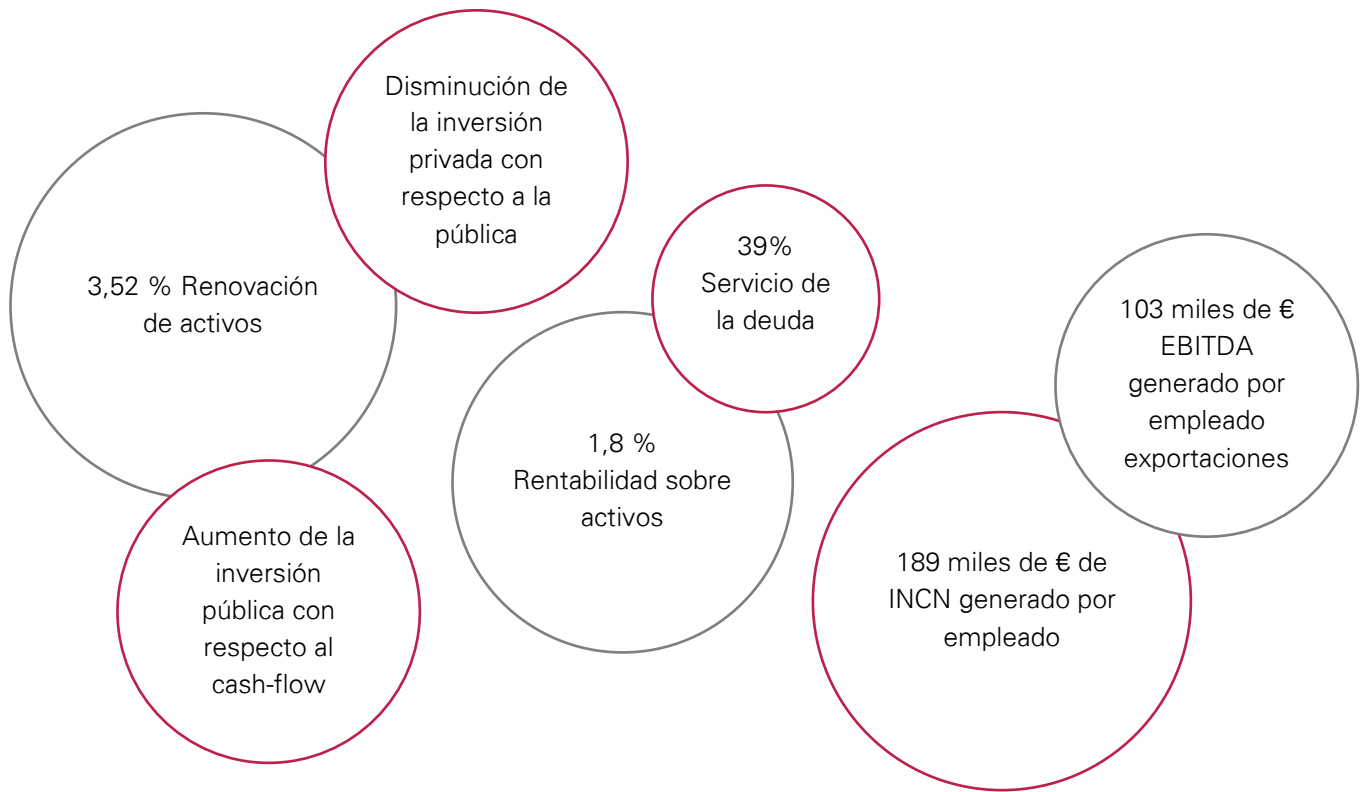 Disminución de
la inversión
privada con
respecto a la
pública
3,52 % Renovación
de activos
Aumento de la
inversión
pública con
respecto al
cash-flow
39%
Servicio de
la deuda
1,8 %
Rentabilidad sobre
activos
103 miles de €
EBITDA
generado por
empleado
exportaciones
189 miles de € de
INCN generado por
empleado